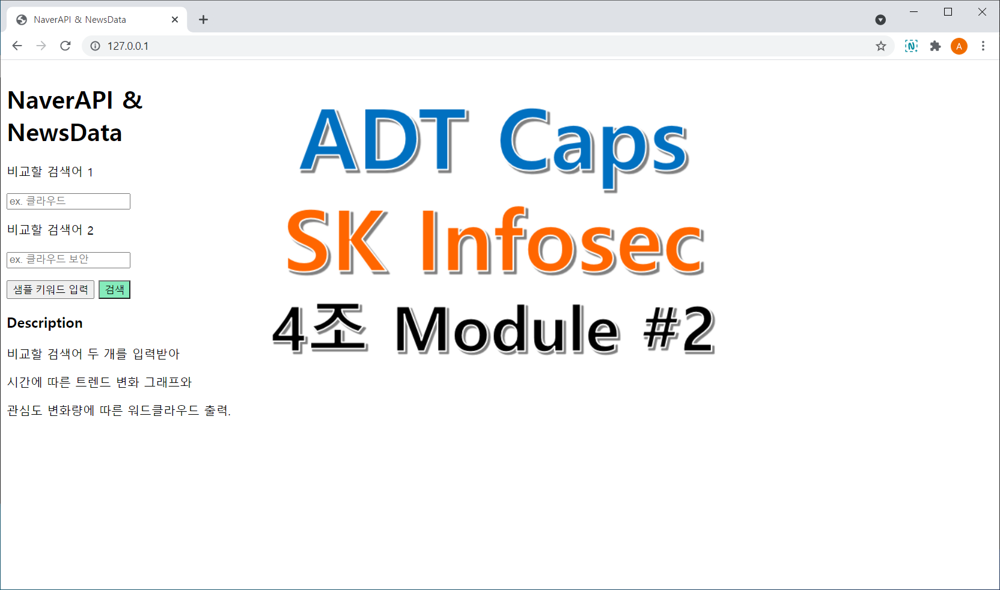 NaverAPI & NewsData
127.0.0.1
A
NaverAPI &
NewsData
비교할 검색어 1
ex. 클라우드
비교할 검색어 2
ex. 클라우드 보안
샘플 키워드 입력 검색
Description
비교할 검색어 두 개를 입력받아
시간에 따른 트렌드 변화 그래프와
관심도 변화량에 따른 워드클라우드 출력.
ADT Caps
SK Infosec
4조 Module #2